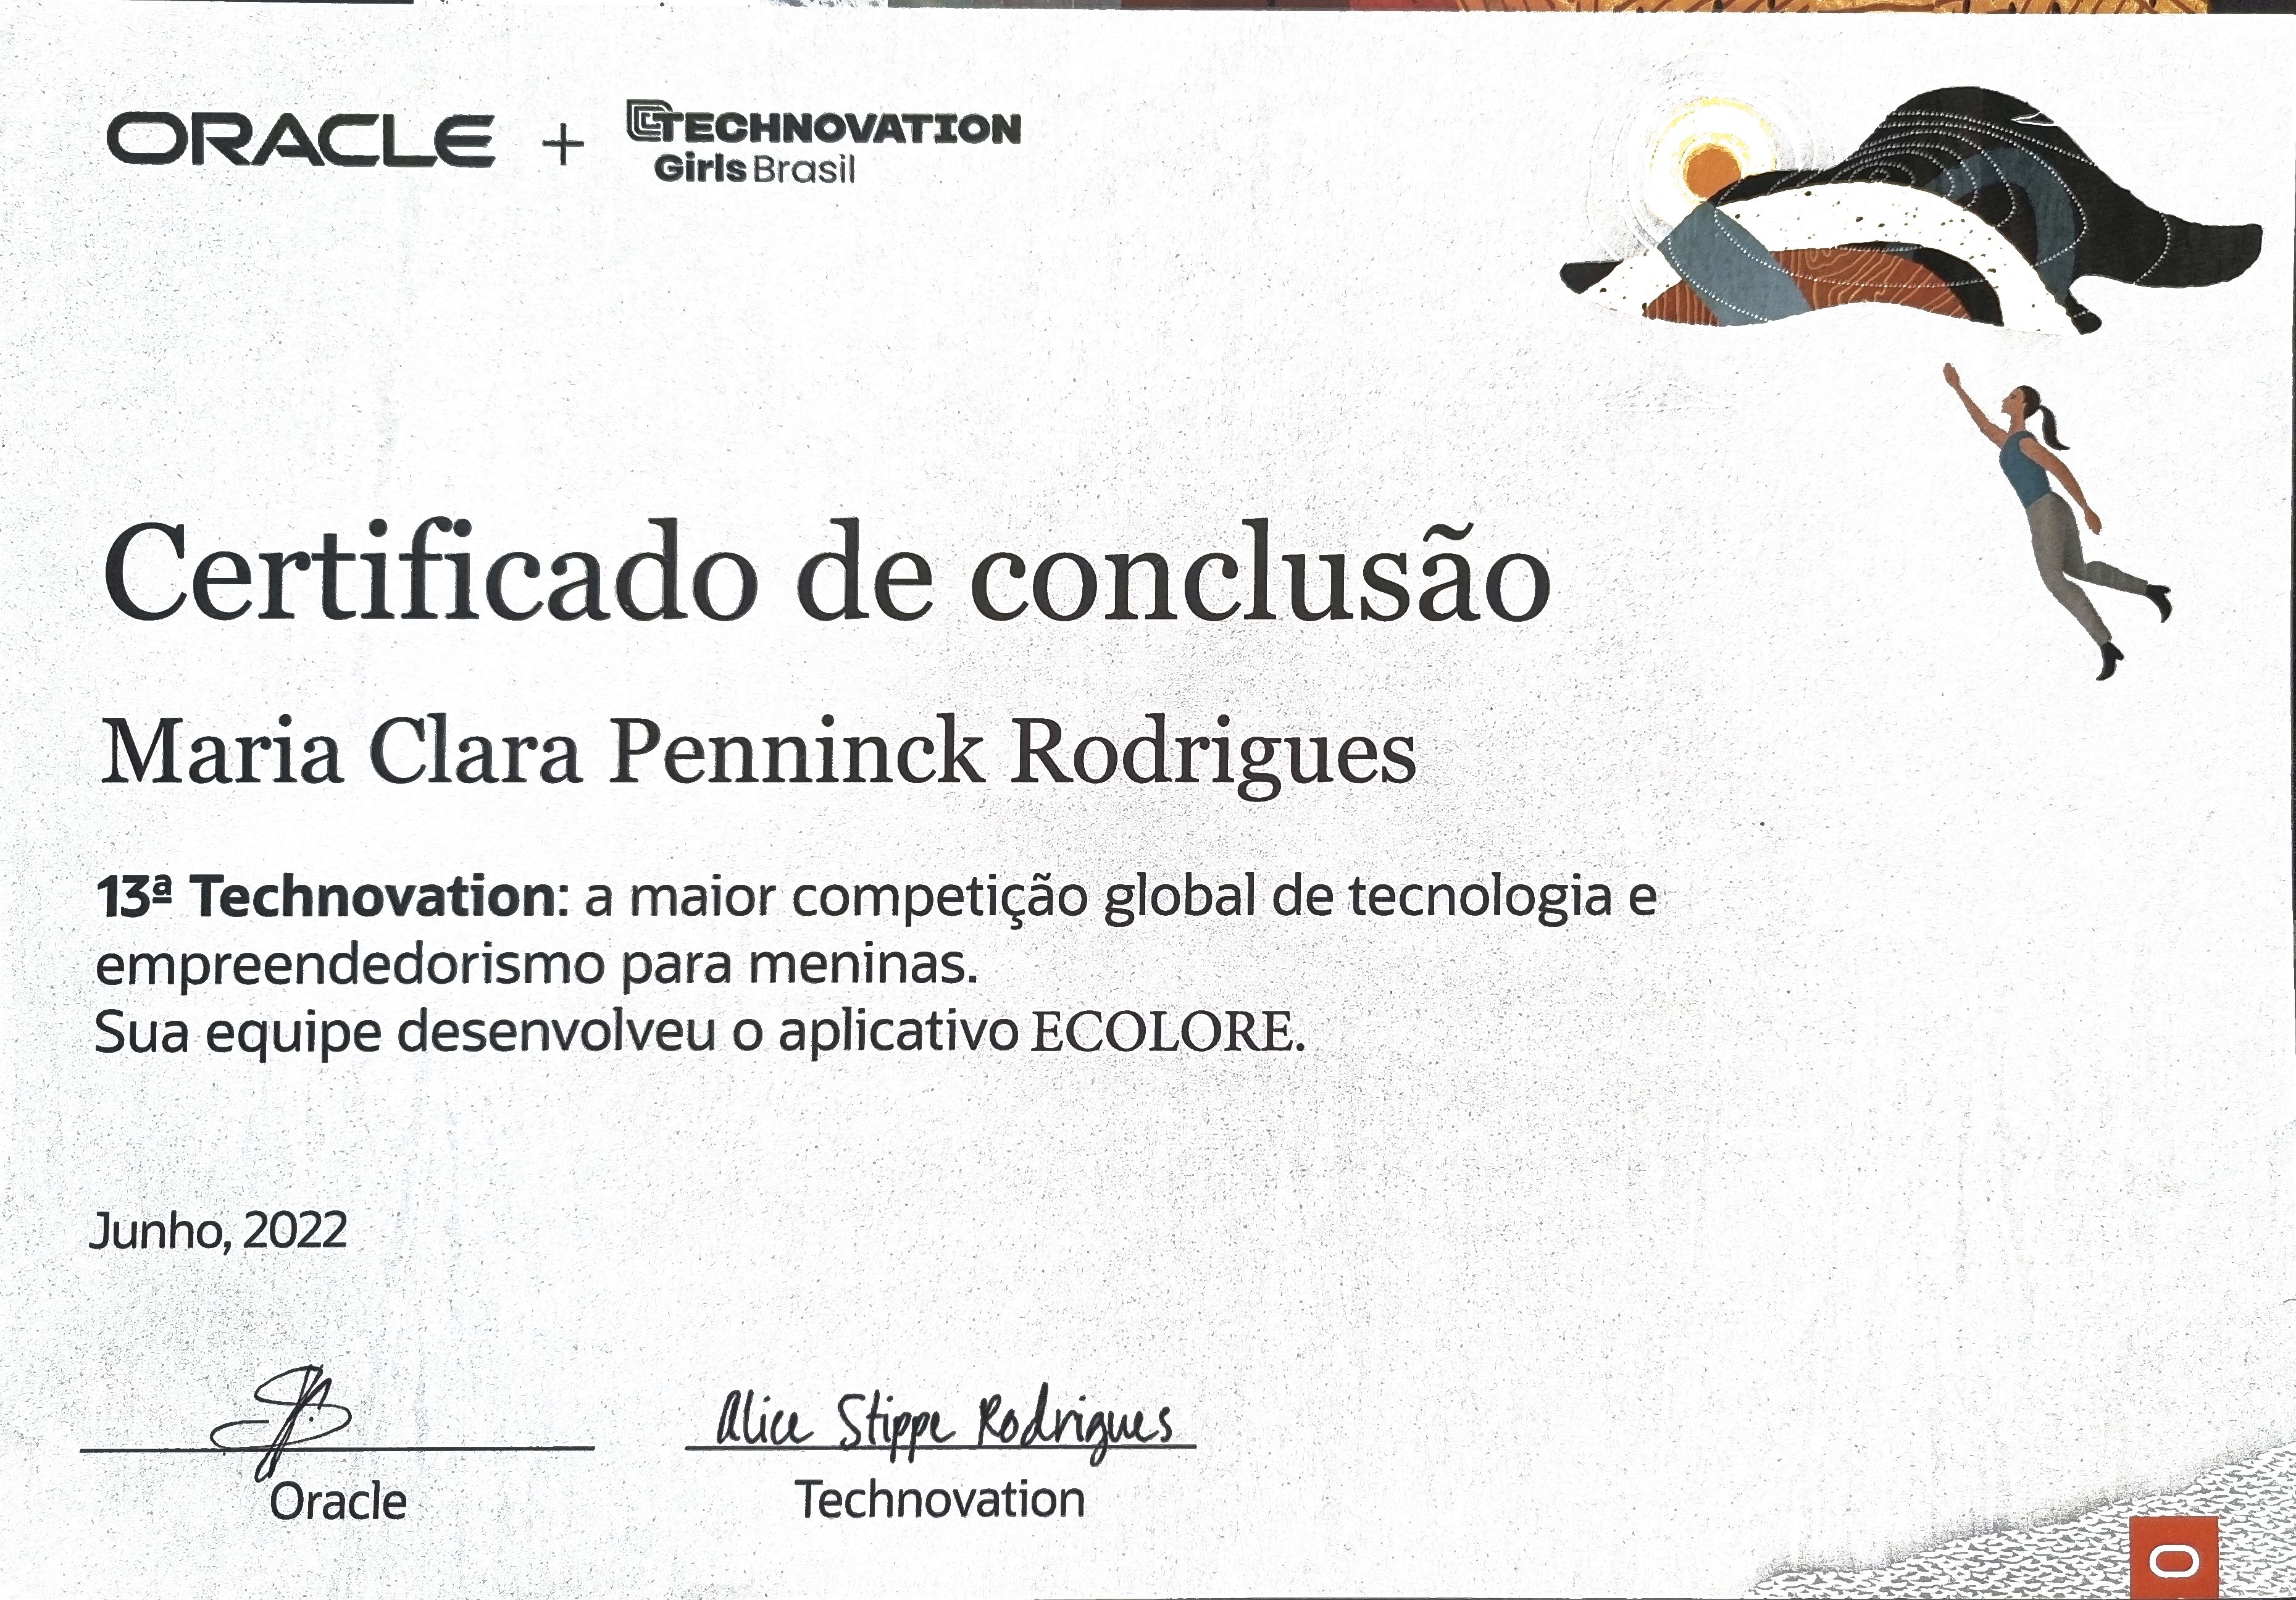 ORACLE + TECHNOVATION
Girls Brasil
Certificado de conclusão
Maria Clara Penninck Rodrigues
13ª Technovation: a maior competição global de tecnologia e
empreendedorismo para meninas.
Sua equipe desenvolveu o aplicativo ECOLORE.
Junho, 2022
Alice Stippe Rodrigues
Oracle
Technovation